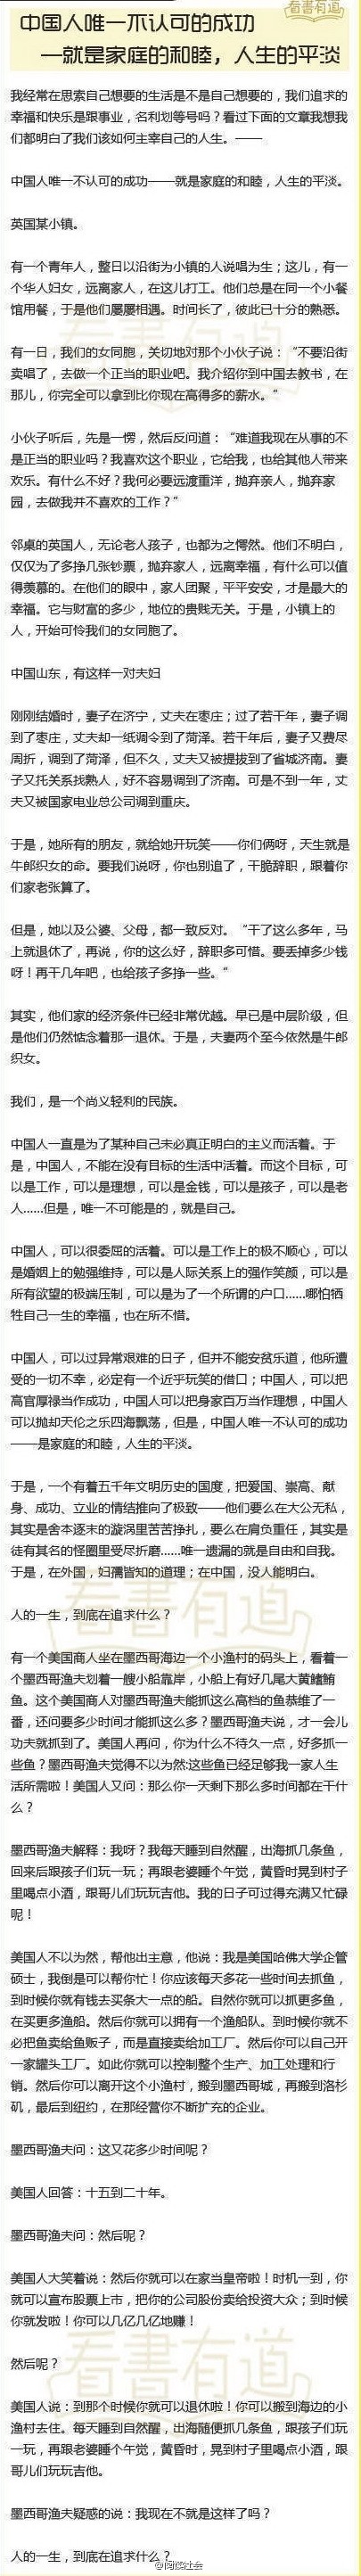 看書有道
中国人唯一不认可的成功
—就是家庭的和睦，人生的平淡
我经常在思索自己想要的生活是不是自己想要的，我们追求的
幸福和快乐是跟事业，名利划等号吗？看过下面的文章我想我
们都明白了我们该如何主宰自己的人生。——
中国人唯一不认可的成功——就是家庭的和睦，人生的平淡。
英国某小镇。
有一个青年人，整日以沿街为小镇的人说唱为生；这儿，有一
个华人妇女，远离家人，在这儿打工。他们总是在同一个小餐
馆用餐，于是他们屡屡相遇。时间长了，彼此已十分的熟悉。
有一日，我们的女同胞，关切地对那个小伙子说：“不要沿街
卖唱了，去做一个正当的职业吧。我介绍你到中国去教书，在
那儿，你完全可以拿到比你现在高得多的薪水。”
小伙子听后，先是一愣，然后反问道：“难道我现在从事的不
是正当的职业吗？我喜欢这个职业，它给我，也给其他人带来
欢乐。有什么不好？我何必要远渡重洋，抛弃亲人，抛弃家
园，去做我并不喜欢的工作？”
邻桌的英国人，无论老人孩子，也都为之愕然。他们不明白，
仅仅为了多挣几张钞票，抛弃家人，远离幸福，有什么可以值
得羡慕的。在他们的眼中，家人团聚，平平安安，才是最大的
幸福。它与财富的多少，地位的贵贱无关。于是，小镇上的
人，开始可怜我们的女同胞了。
中国山东，有这样一对夫妇
刚刚结婚时，妻子在济宁，丈夫在枣庄；过了若干年，妻子调
到了枣庄，丈夫却一纸调令到了菏泽。若干年后，妻子又费尽
周折，调到了菏泽，但不久，丈夫又被提拔到了省城济南。妻
子又托关系找熟人，好不容易调到了济南。可是不到一年，丈
夫又被国家电业总公司调到重庆。
于是，她所有的朋友，就给她开玩笑——你们俩呀，天生就是
牛郎织女的命。要我们说呀，你也别追了，干脆辞职，跟着你
们家老张算了。
但是，她以及公婆、父母，都一致反对。“干了这么多年，马
上就退休了，再说，你的这么好，辞职多可惜。要丢掉多少钱
呀！再干几年吧，也给孩子多挣一些。“
其实，他们家的经济条件已经非常优越。早已是中层阶级，但
是他们仍然惦念着那一退休。于是，夫妻两个至今依然是牛郎
织女。
我们，是一个尚义轻利的民族。
中国人一直是为了某种自己未必真正明白的主义而活着。于
是，中国人，不能在没有目标的生活中活着。而这个目标，可
以是工作，可以是理想，可以是金钱，可以是孩子，可以是老
人......但是，唯一不可能是的，就是自己。
中国人，可以很委屈的活着。可以是工作上的极不顺心，可以
是婚姻上的勉强维持，可以是人际关系上的强作笑颜，可以是
所有欲望的极端压制，可以是为了一个所谓的户口......哪怕牺
牲自己一生的幸福，也在所不惜。
中国人，可以过异常艰难的日子，但并不能安贫乐道，他所遭
受的一切不幸，必定有一个近乎玩笑的借口；中国人，可以把
高官厚禄当作成功，中国人可以把身家百万当作理想，中国人
可以抛却天伦之乐四海飘荡，但是，中国人唯一不认可的成功
——是家庭的和睦，人生的平淡。
于是，一个有着五千年文明历史的国度，把爱国、崇高、献
身、成功、立业的情结推向了极致——他们要么在大公无私，
其实是舍本逐末的漩涡里苦苦挣扎，要么在肩负重任，其实是
徒有其名的怪圈里受尽折磨......唯一遗漏的就是自由和自我。
于是，在外国，妇孺皆知的道理；在中国，没人能明白。
人的一生，到底在追求什么？
有一个美国商人坐在墨西哥海边一个小渔村的码头上，看着一
个墨西哥渔夫划着一艘小船靠岸，小船上有好几尾大黄鳍鲔
鱼。这个美国商人对墨西哥渔夫能抓这么高档的鱼恭维了一
番，还问要多少时间才能抓这么多？墨西哥渔夫说，才一会儿
功夫就抓到了。美国人再问，你为什么不待久一点，好多抓一
些鱼？墨西哥渔夫觉得不以为然:这些鱼已经足够我一家人生
活所需啦！美国人又问：那么你一天剩下那么多时间都在干什
么？
墨西哥渔夫解释：我呀？我每天睡到自然醒，出海抓几条鱼，
回来后跟孩子们玩一玩；再跟老婆睡个午觉，黄昏时晃到村子
里喝点小酒，跟哥儿们玩玩吉他。我的日子可过得充满又忙碌
呢！
美国人不以为然，帮他出主意，他说：我是美国哈佛大学企管
硕士，我倒是可以帮你忙！你应该每天多花一些时间去抓鱼，
到时候你就有钱去买条大一点的船。自然你就可以抓更多鱼，
在买更多渔船。然后你就可以拥有一个渔船队。到时候你就不
必把鱼卖给鱼贩子，而是直接卖给加工厂。然后你可以自己开
一家罐头工厂。如此你就可以控制整个生产、加工处理和行
销。然后你可以离开这个小渔村，搬到墨西哥城，再搬到洛杉
矶，最后到纽约，在那经营你不断扩充的企业。
墨西哥渔夫问：这又花多少时间呢？
美国人回答：十五到二十年。
墨西哥渔夫问：然后呢？
美国人大笑着说：然后你就可以在家当皇帝啦！时机一到，你
就可以宣布股票上市，把你的公司股份卖给投资大众；到时候
你就发啦！你可以几亿几亿地赚！
然后呢？
美国人说：到那个时候你就可以退休啦！你可以搬到海边的小
渔村去住。每天睡到自然醒，出海随便抓几条鱼，跟孩子们玩
一玩，再跟老婆睡个午觉，黄昏时，晃到村子里喝点小酒，跟
哥儿们玩玩吉他。
墨西哥渔夫疑惑的说：我现在不就是这样了吗？
人的一生，到底在追求什么？